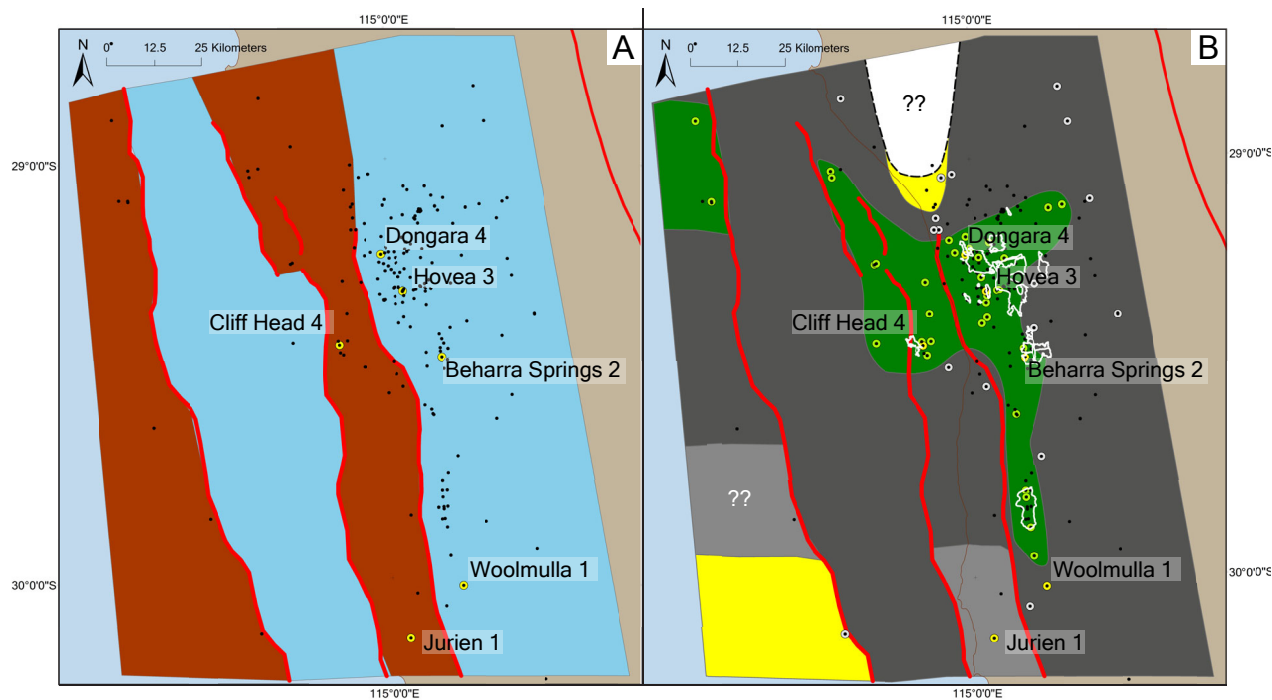 115°0'0"E
115°0'0"E
A
B
N
0 12.5 25 Kilometers
N
0 12.5 25 Kilometers
??
29°0'0"S
29°0'0"S
Dongara 4
Dongara 4
Hovea 3
Hovea 3
Cliff Head 4
Cliff Head 4
Beharra Springs 2
Beharra Springs 2
??
Woolmulla 1
Woolmulla 1
30°0'0"S
30°0'0"S
Jurien 1
Jurien 1
115°0'0"E
115°0'0"E